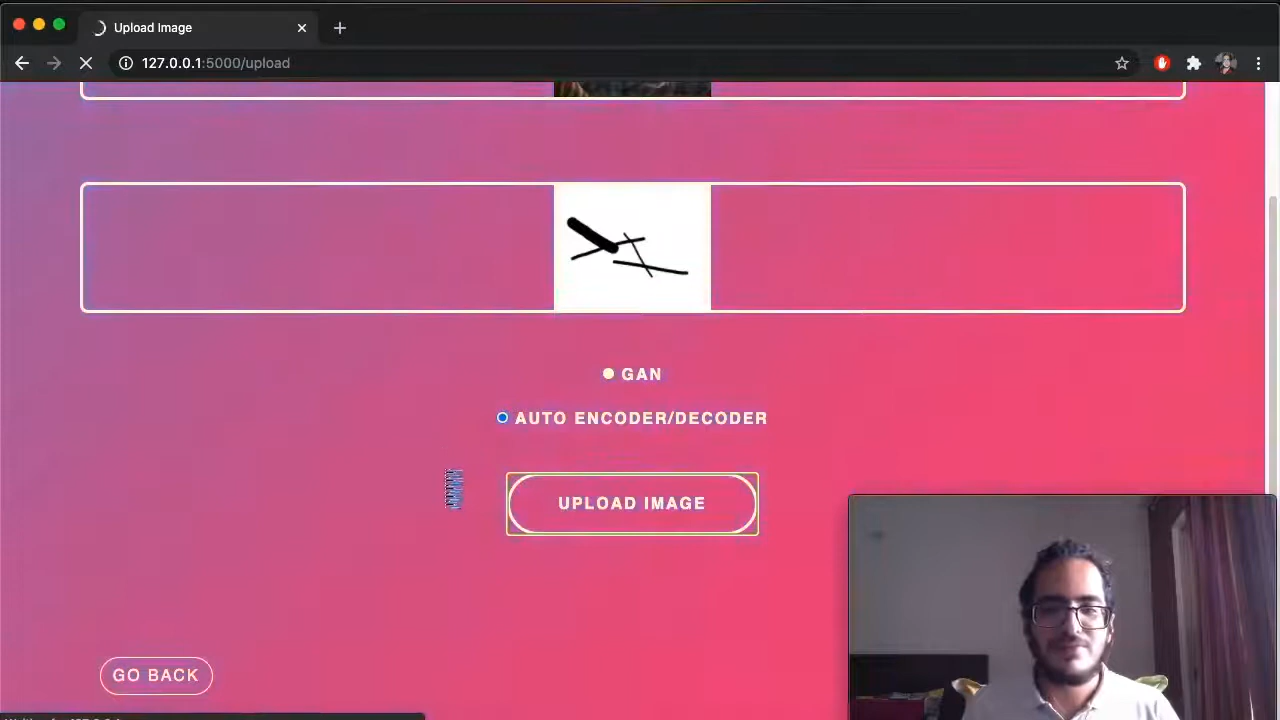 Upload Image
127.0.0.1:5000/upload
GAN
AUTO ENCODER/DECODER
UPLOAD IMAGE
GO BACK